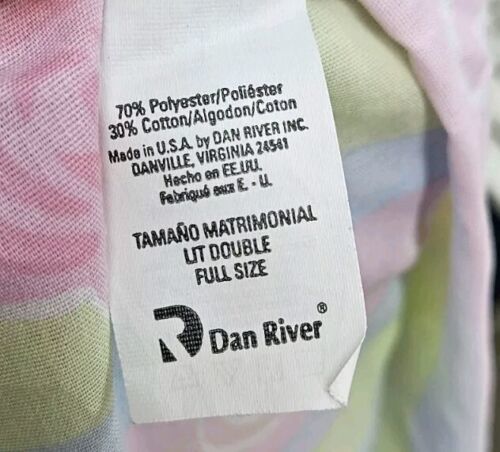 70% Polyester/Poliéster
30% Cotton/Algodon/Coton
Made in U.S.A. by DAN RIVER INC.
DANVILLE, VIRGINIA 24541
Hecho en EE.UU.
Fabriqué aux E. - U.
TAMAÑO MATRIMONIAL
LIT DOUBLE
FULL SIZE
Dan River®